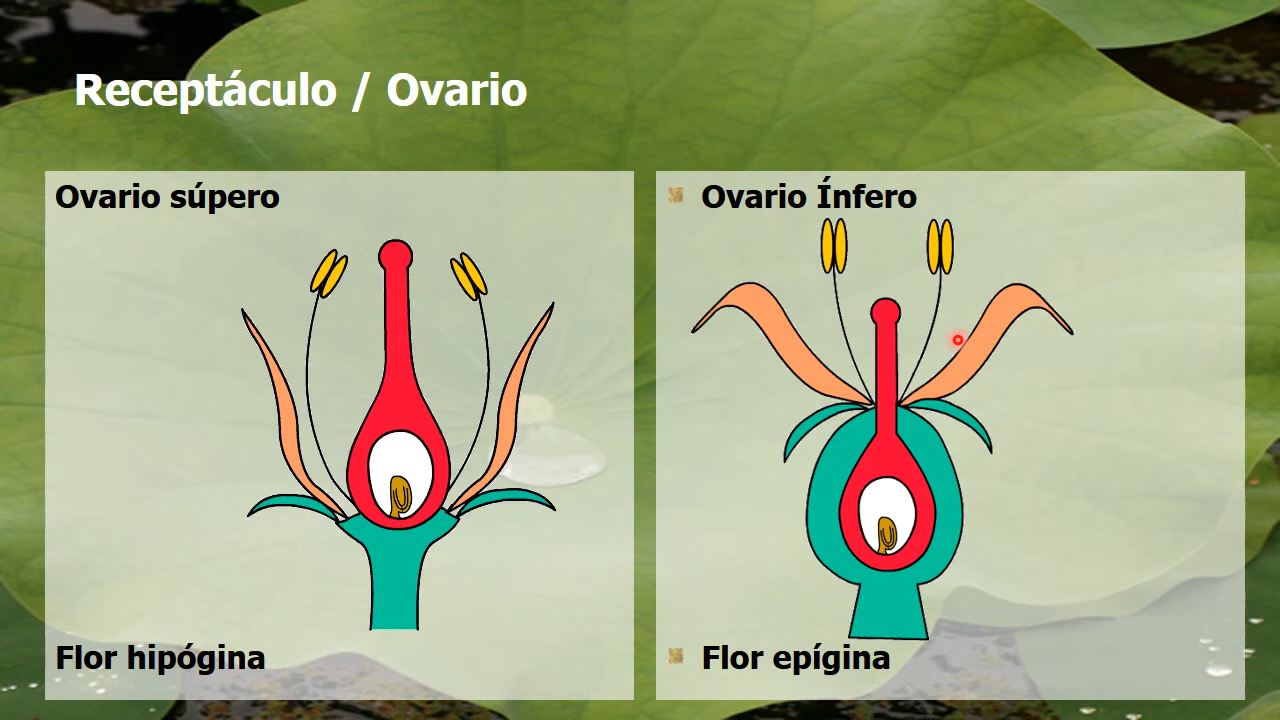 Receptáculo / Ovario
Ovario súpero
Flor hipógina
Ovario Ínfero
Flor epígina